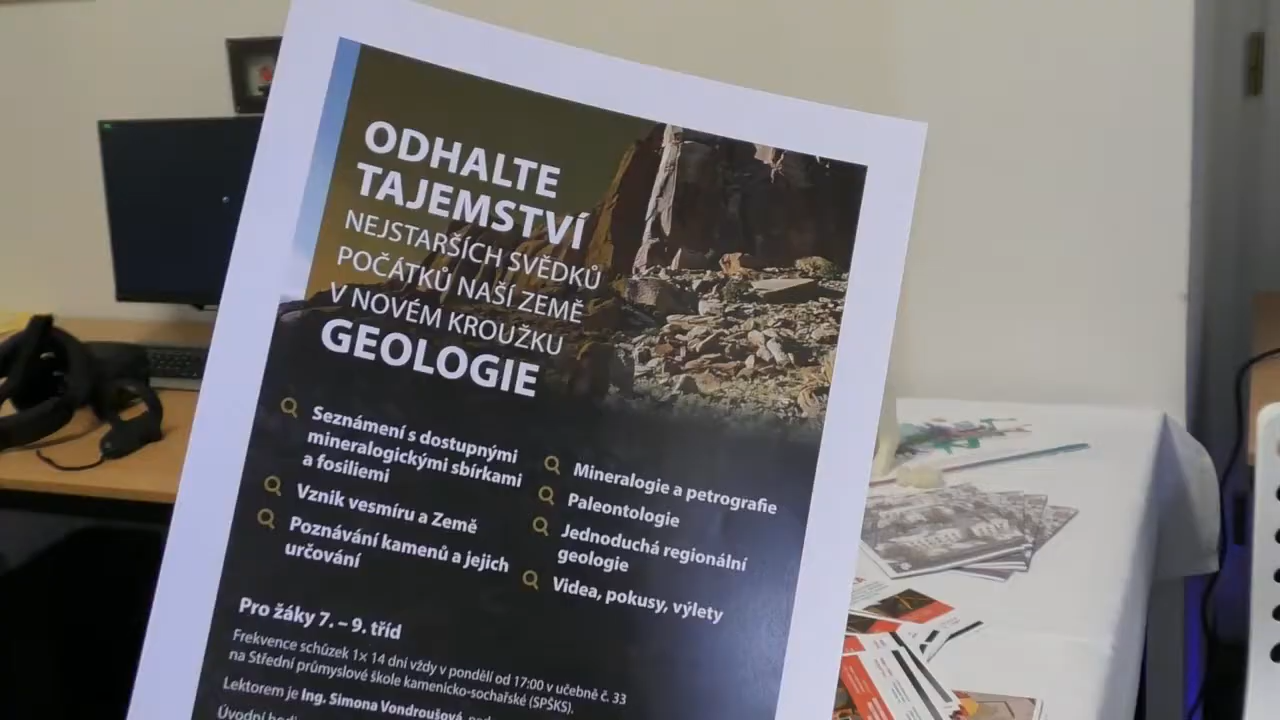 ODHALTE
TAJEMSTVÍ
NEJSTARŠÍCH SVĚDKŮ
POČÁTKŮ NAŠÍ ZEMĚ
V NOVÉM KROUŽKU
GEOLOGIE
Seznámení s dostupnými
mineralogickými sbírkami
a fosiliemi
Vznik vesmíru a Země
Poznávání kamenů a jejich
určování
Mineralogie a petrografie
Paleontologie
Jednoduchá regionální
geologie
Videa, pokusy, výlety
Pro žáky 7. – 9. tříd
Frekvence schůzek 1× 14 dní vždy v pondělí od 17:00 v učebně č. 33
na Střední průmyslové škole kamenicko-sochařské (SPŠKS).
Lektorem je Ing. Simona Vondroušová,
Úvodní